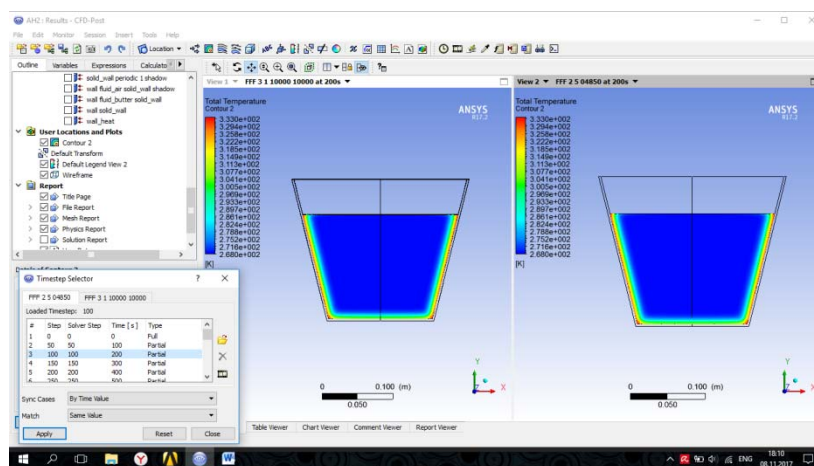 AH2 : Results - CFD-Post
File Edit Monitor Session Insert Tools Help
Location
Outline Variables Expressions Calculato
solid_wall periodic 1 shadow
wall fluid_air solid_wall shadow
wall fluid_butter solid_wall
wall solid_wall
wall_heat
User Locations and Plots
Contour 2
Default Transform
Default Legend View 2
Wireframe
Report
Title Page
File Report
Mesh Report
Physics Report
Solution Report
Timestep Selector ? X
FFF 2 5 04850 FFF 3 1 10000 10000
Loaded Timestep: 100
# Step Solver Step Time [s] Type
1 0 0 0 Full
2 50 50 100 Partial
3 100 100 200 Partial
4 150 150 300 Partial
5 200 200 400 Partial
6 250 250 500 Partial
Sync Cases By Time Value
Match Same Value
Apply Reset Close
View 1 FFF 3 1 10000 10000 at 200s
Total Temperature
Contour 2
3.330e+002
3.294e+002
3.258e+002
3.222e+002
3.185e+002
3.149e+002
3.113e+002
3.077e+002
3.041e+002
3.005e+002
2.969e+002
2.933e+002
2.897e+002
2.861e+002
2.824e+002
2.788e+002
2.752e+002
2.716e+002
2.680e+002
[K]
ANSYS
R17.2
0 0.100 (m)
0.050
Y
Z X
View 2 FFF 2 5 04850 at 200s
Total Temperature
Contour 2
3.330e+002
3.294e+002
3.258e+002
3.222e+002
3.185e+002
3.149e+002
3.113e+002
3.077e+002
3.041e+002
3.005e+002
2.969e+002
2.933e+002
2.897e+002
2.861e+002
2.824e+002
2.788e+002
2.752e+002
2.716e+002
2.680e+002
[K]
ANSYS
R17.2
0 0.100 (m)
0.050
Y
Z X
Table Viewer Chart Viewer Comment Viewer Report Viewer
ENG
18:10
08.11.2017